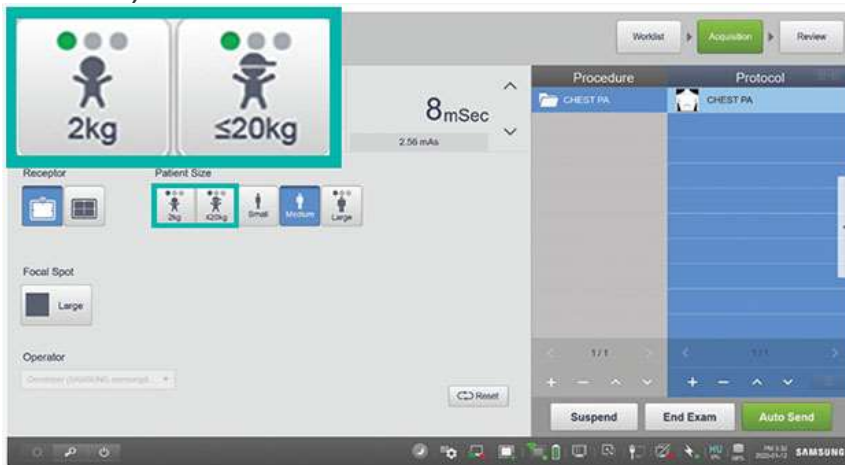 2kg
≤20kg
8mSec
2.56 mAs
Worklist
Acquisition
Review
Procedure
Protocol
CHEST PA
CHEST PA
Receptor
Patient Size
2kg
≤20kg
Small
Medium
Large
Focal Spot
Large
Operator
1/1
1/1
Reset
Suspend
End Exam
Auto Send
SAMSUNG